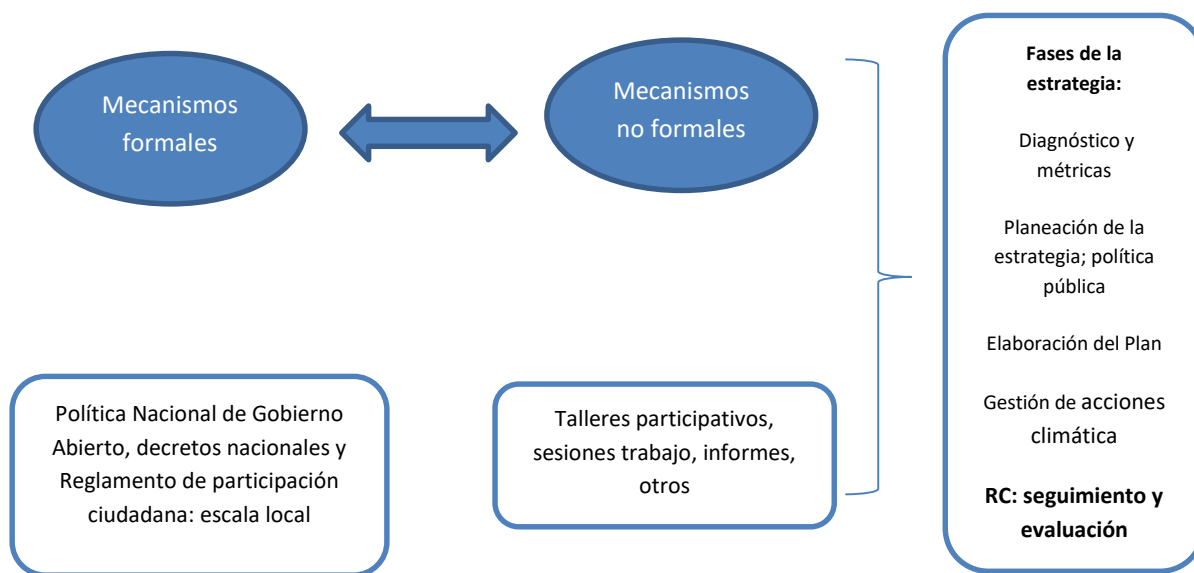 Mecanismos
formales
Mecanismos
no formales
Política Nacional de Gobierno
Abierto, decretos nacionales y
Reglamento de participación
ciudadana: escala local
Talleres participativos,
sesiones trabajo, informes,
otros
Fases de la
estrategia:
Diagnóstico y
métricas
Planeación de la
estrategia; política
pública
Elaboración del Plan
Gestión de acciones
climática
RC: seguimiento y
evaluación